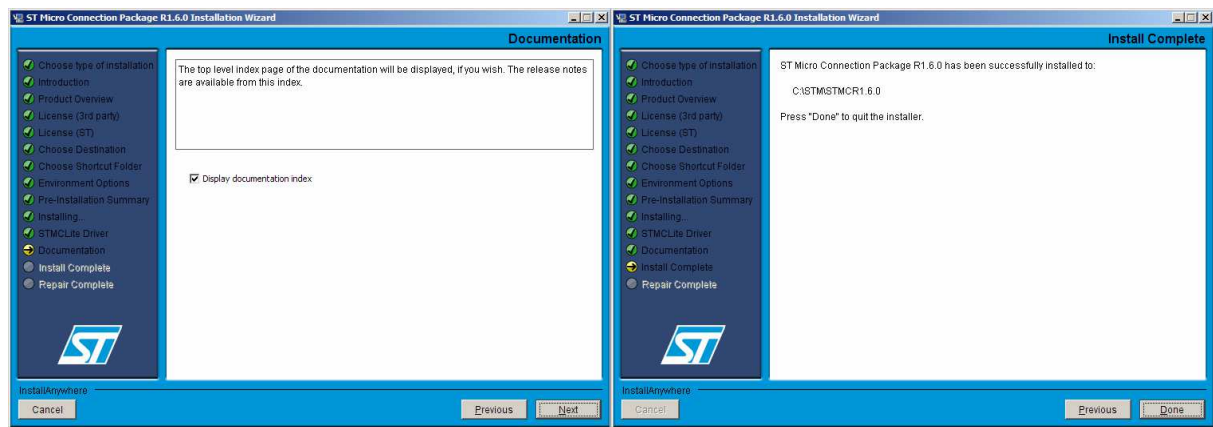 ST Micro Connection Package R1.6.0 Installation Wizard
Documentation
Choose type of installation
Introduction
Product Overview
License (3rd party)
License (ST)
Choose Destination
Choose Shortcut Folder
Environment Options
Pre-Installation Summary
Installing...
STMCLite Driver
Documentation
Install Complete
Repair Complete
ST
The top level index page of the documentation will be displayed, if you wish. The release notes
are available from this index.
Display documentation index
InstallAnywhere
Cancel
Previous
Next
ST Micro Connection Package R1.6.0 Installation Wizard
Install Complete
Choose type of installation
Introduction
Product Overview
License (3rd party)
License (ST)
Choose Destination
Choose Shortcut Folder
Environment Options
Pre-Installation Summary
Installing...
STMCLite Driver
Documentation
Install Complete
Repair Complete
ST
ST Micro Connection Package R1.6.0 has been successfully installed to:
C:\STM\STMCR1.6.0
Press "Done" to quit the installer.
InstallAnywhere
Cancel
Previous
Done